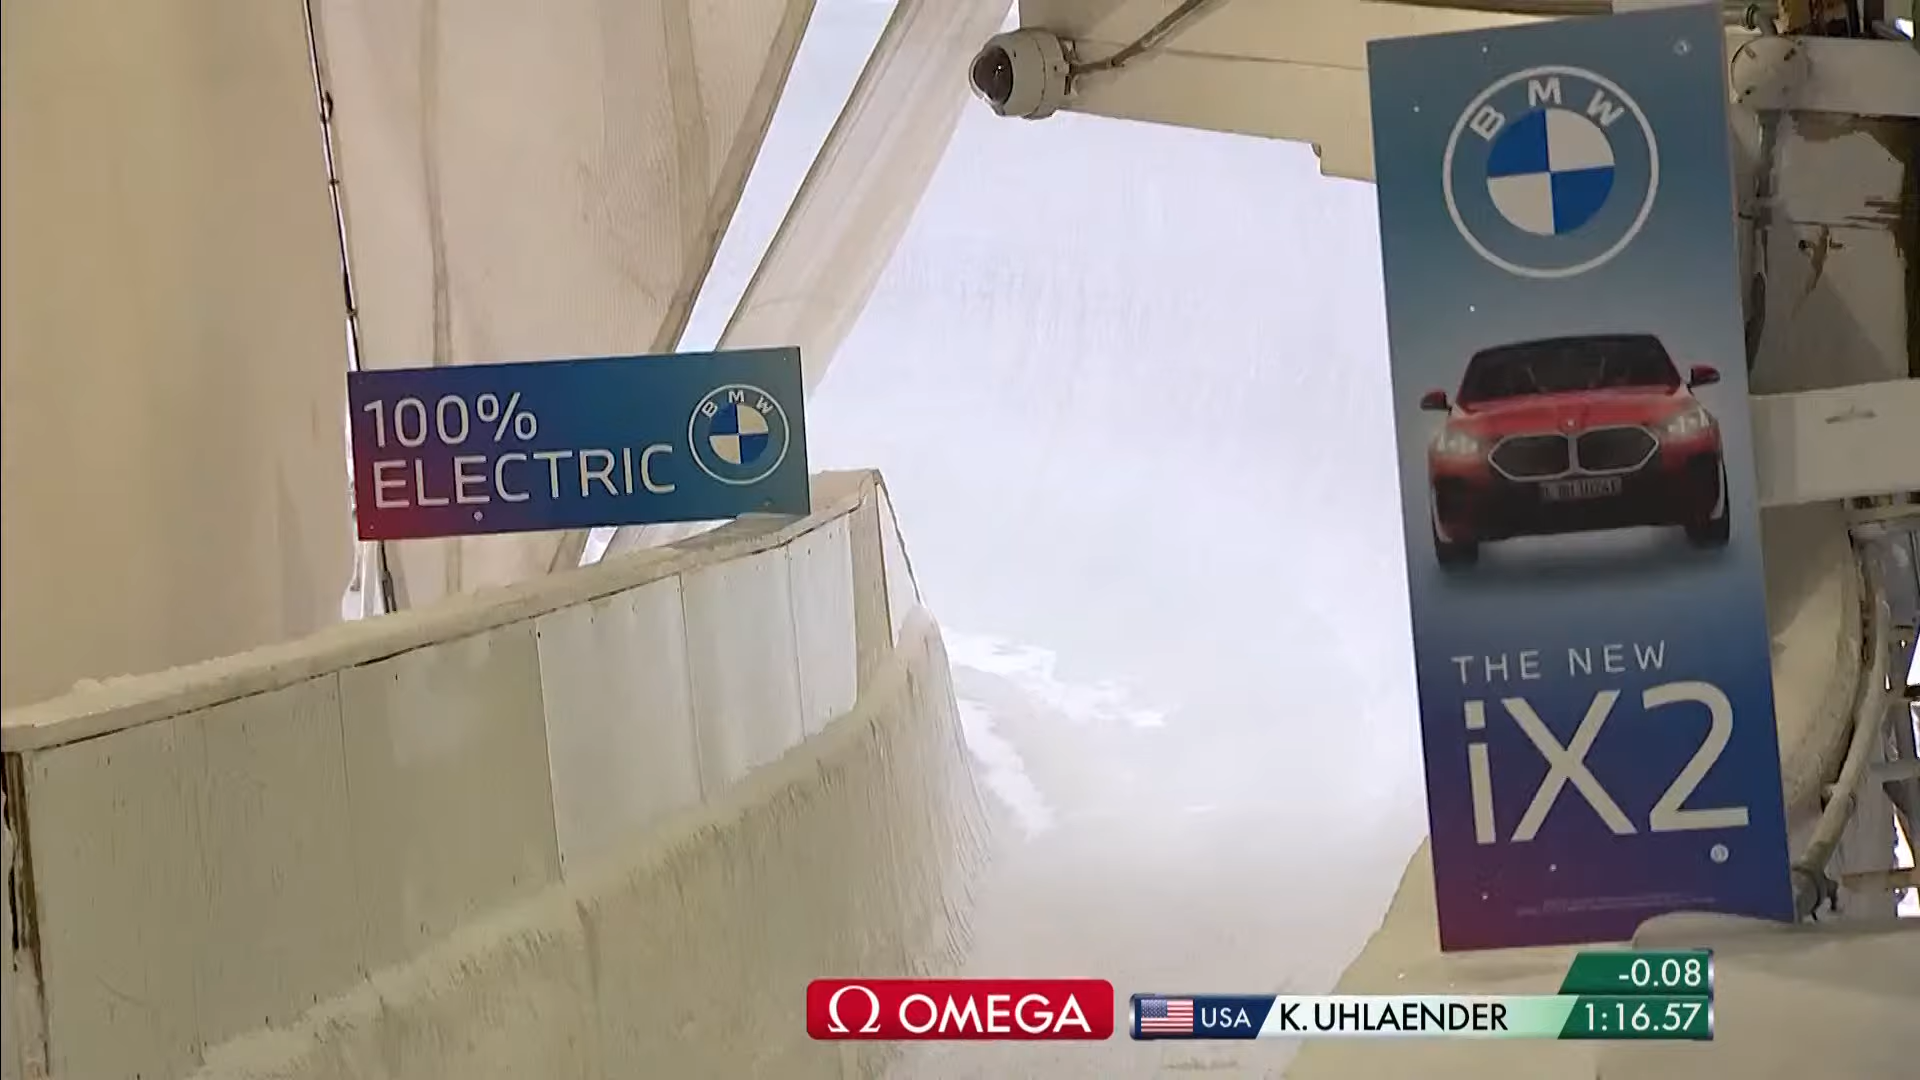 BMW
100%
ELECTRIC
BMW
THE NEW
iX2
-0.08
Ω OMEGA
USA K. UHLAENDER 1:16.57